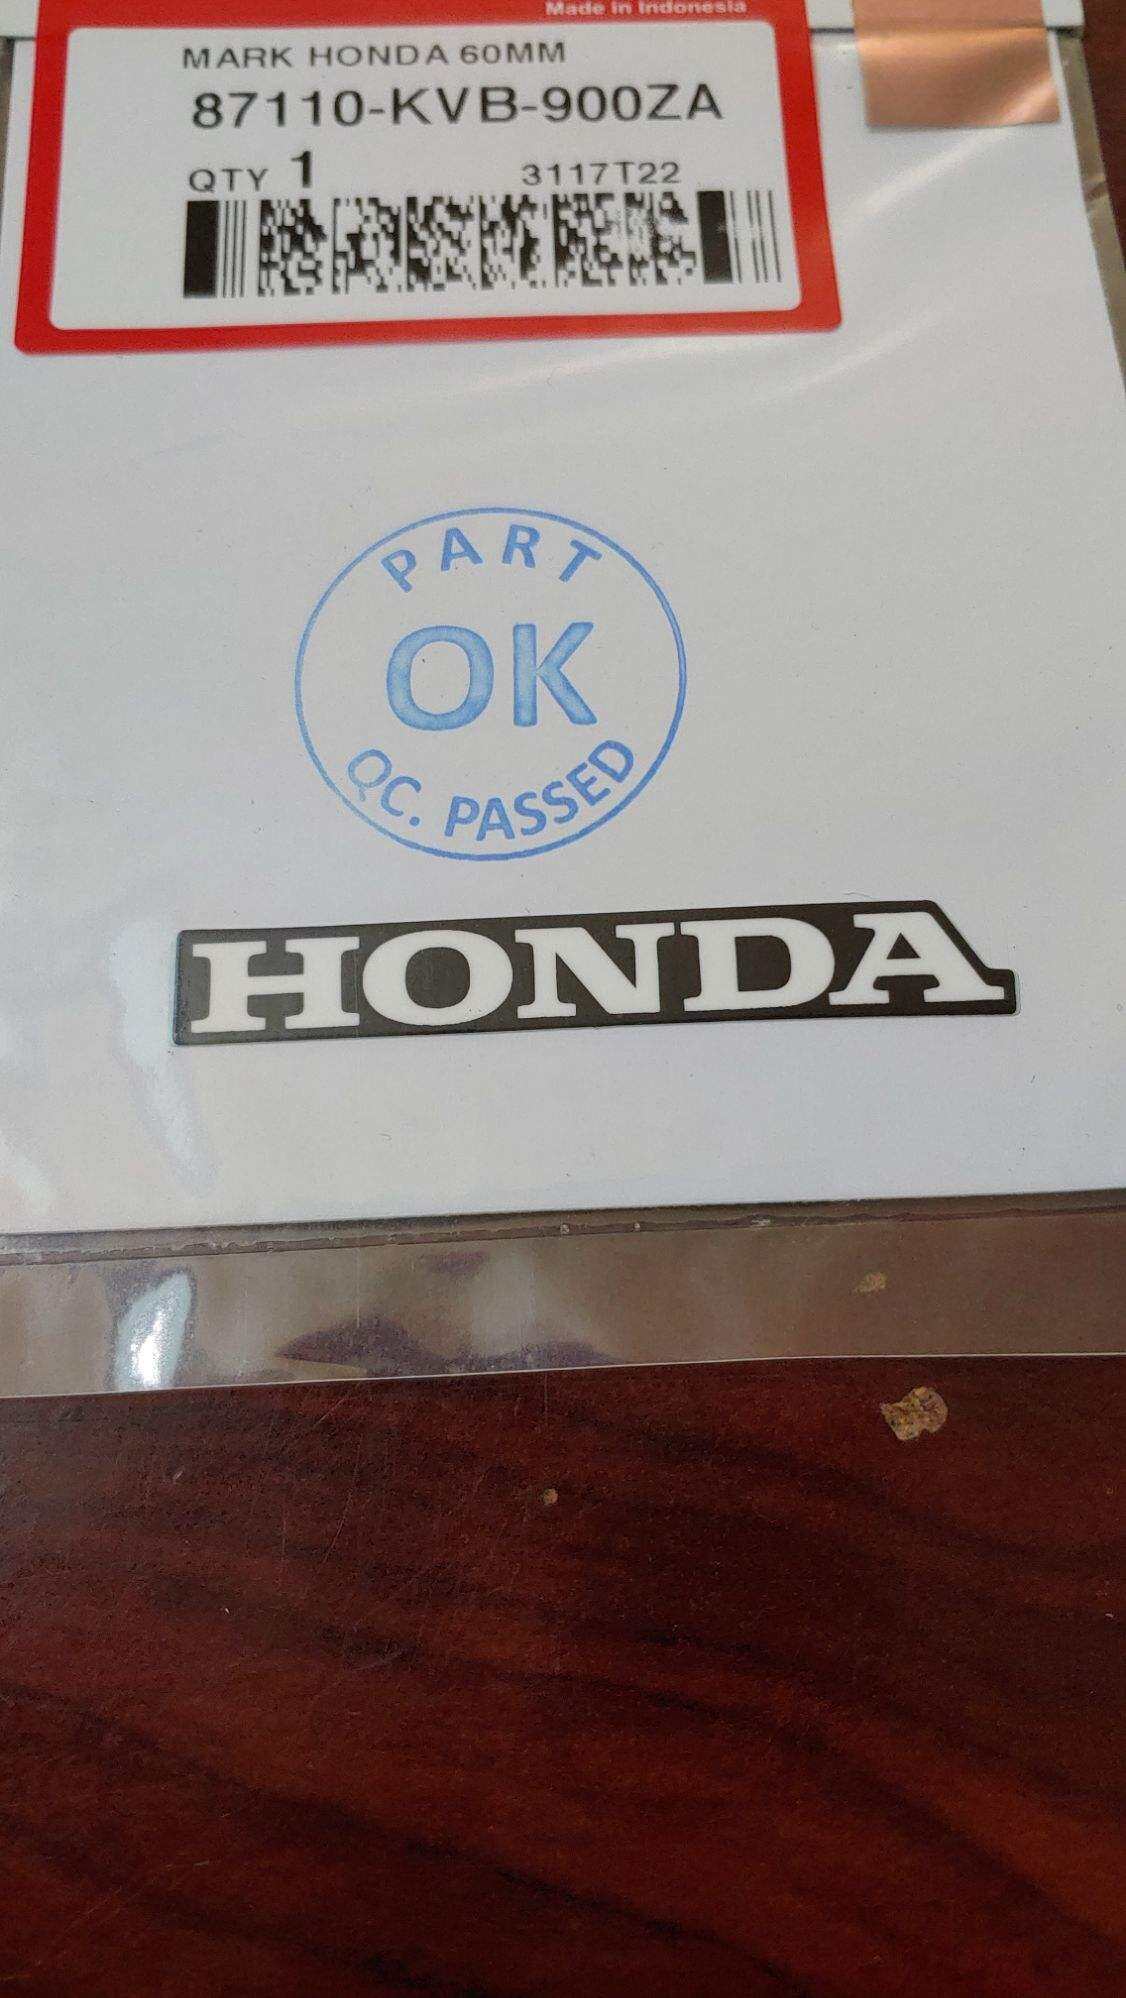 Made in Indonesia
MARK HONDA 60MM
87110-KVB-900ZA
QTY 1 3117T22
PART
OK
QC. PASSED
HONDA